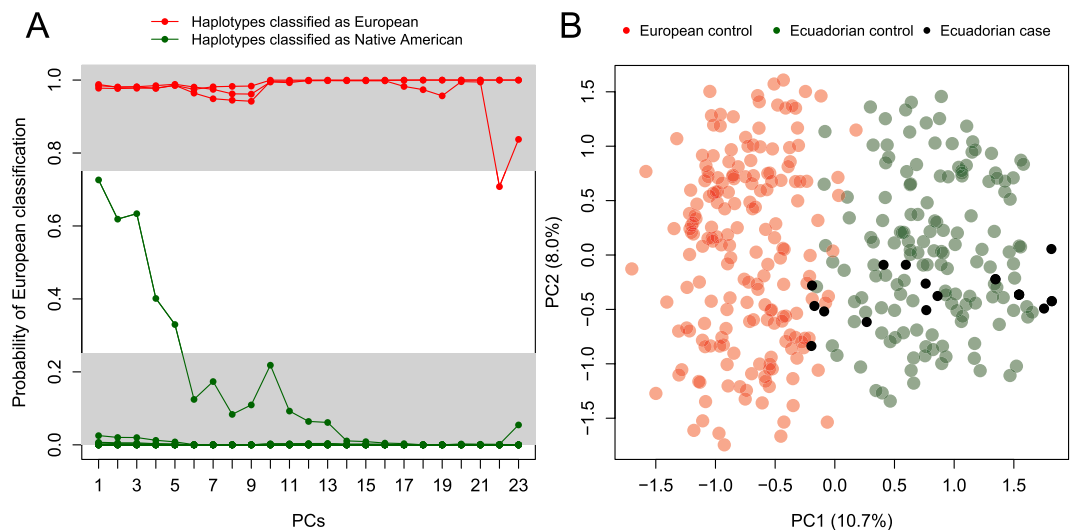 A
Haplotypes classified as European
Haplotypes classified as Native American
Probability of European classification
1.0
0.8
0.6
0.4
0.2
0.0
1 3 5 7 9 11 13 15 17 19 21 23
PCs
B
European control Ecuadorian control Ecuadorian case
PC2 (8.0%)
1.5
1.0
0.5
0.0
−0.5
−1.0
−1.5
−1.5 −1.0 −0.5 0.0 0.5 1.0 1.5
PC1 (10.7%)